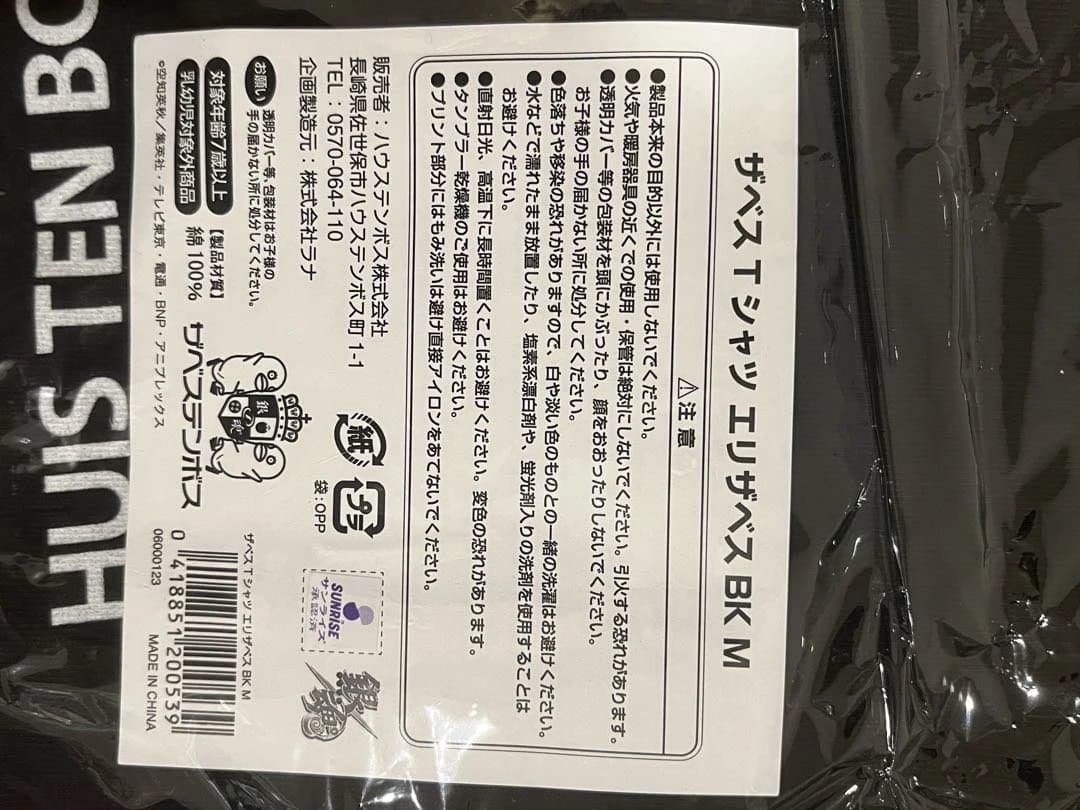 ザベス T シャツ エリザベス BK M
⚠注意
●製品本来の目的以外には使用しないでください。
●火気や暖房器具の近くでの使用・保管は絶対にしないでください。引火する恐れがあります。
●透明カバー等の包装材を頭にかぶったり、顔をおおったりしないでください。
お子様の手の届かない所に処分してください。
●色落ちや移染の恐れがありますので、白や淡い色のものとの一緒の洗濯はお避けください。
●水などで濡れたまま放置したり、塩素系漂白剤や、蛍光剤入りの洗剤を使用することは
お避けください。
●直射日光、高温下に長時間置くことはお避けください。変色の恐れがあります。
●タンブラー乾燥機のご使用はお避けください。
●プリント部分にはもみ洗いは避け直接アイロンをあてないでください。
販売者：ハウステンボス株式会社
長崎県佐世保市ハウステンボス町 1-1
TEL：0570-064-110
企画製造元：株式会社ラナ
紙
プラ
袋：OPP
SUNRISE
サンライズ
承認済
銀魂
お願い 透明カバー等、包装材はお子様の
手の届かない所に処分してください。
対象年齢7歳以上
乳幼児対象外商品
【製品材質】
綿 100%
銀
魂
ザベステンボス
ザベス T シャツ エリザベス BK M
0 418851 200539
06000123
MADE IN CHINA
©空知英秋／集英社・テレビ東京・電通・BNP・アニプレックス
HUIS TEN BO